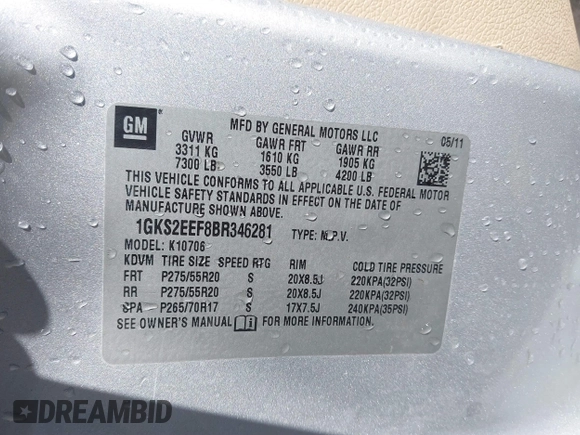 GM
MFD BY GENERAL MOTORS LLC
05/11
GVWR GAWR FRT GAWR RR
3311 KG 1610 KG 1905 KG
7300 LB 3550 LB 4200 LB
THIS VEHICLE CONFORMS TO ALL APPLICABLE U.S. FEDERAL MOTOR
VEHICLE SAFETY STANDARDS IN EFFECT ON THE DATE OF
MANUFACTURE SHOWN ABOVE.
1GKS2EEF8BR346281 TYPE: M.P.V.
MODEL: K10706
KDVM TIRE SIZE SPEED RTG RIM COLD TIRE PRESSURE
FRT P275/55R20 S 20X8.5J 220KPA(32PSI)
RR P275/55R20 S 20X8.5J 220KPA(32PSI)
SPA P265/70R17 S 17X7.5J 240KPA(35PSI)
SEE OWNER'S MANUAL FOR MORE INFORMATION.
DREAMBID